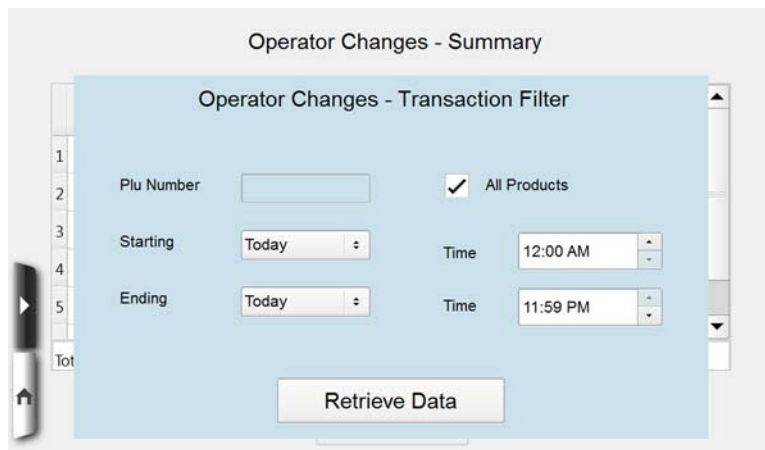 Operator Changes - Summary
Operator Changes - Transaction Filter
1
2
3
4
5
Plu Number
All Products
Starting Today Time 12:00 AM
Ending Today Time 11:59 PM
Tot
Retrieve Data